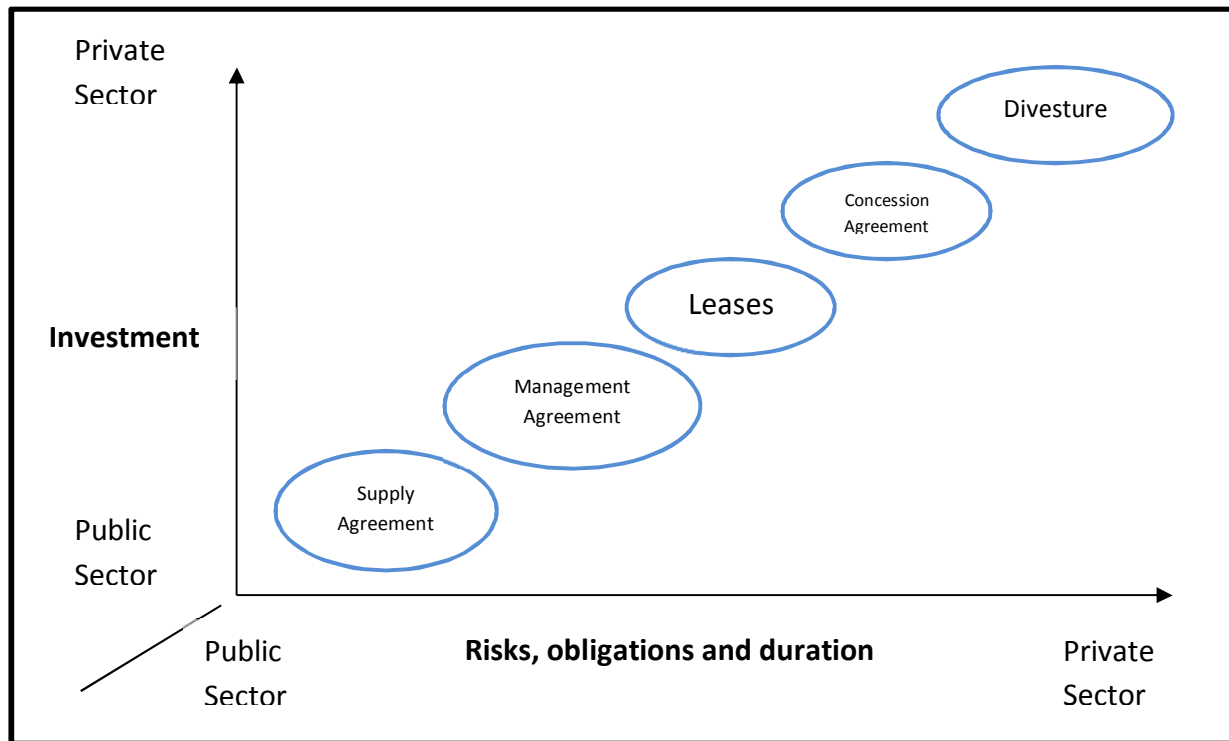 Private
Sector
Divesture
Concession
Agreement
Leases
Investment
Management
Agreement
Supply
Agreement
Public
Sector
Public
Sector
Risks, obligations and duration
Private
Sector